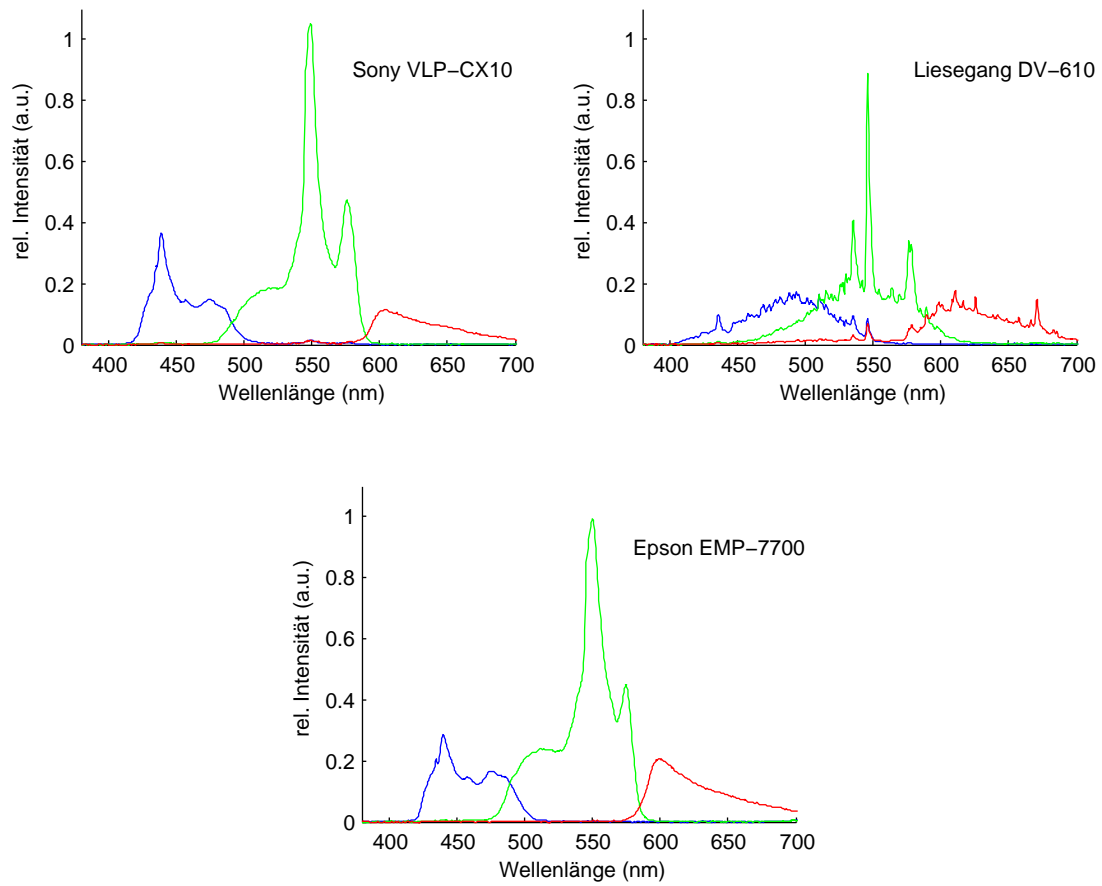 Sony VLP−CX10
rel. Intensität (a.u.)
1
0.8
0.6
0.4
0.2
0
400 450 500 550 600 650 700
Wellenlänge (nm)
Liesegang DV−610
rel. Intensität (a.u.)
1
0.8
0.6
0.4
0.2
0
400 450 500 550 600 650 700
Wellenlänge (nm)
Epson EMP−7700
rel. Intensität (a.u.)
1
0.8
0.6
0.4
0.2
0
400 450 500 550 600 650 700
Wellenlänge (nm)